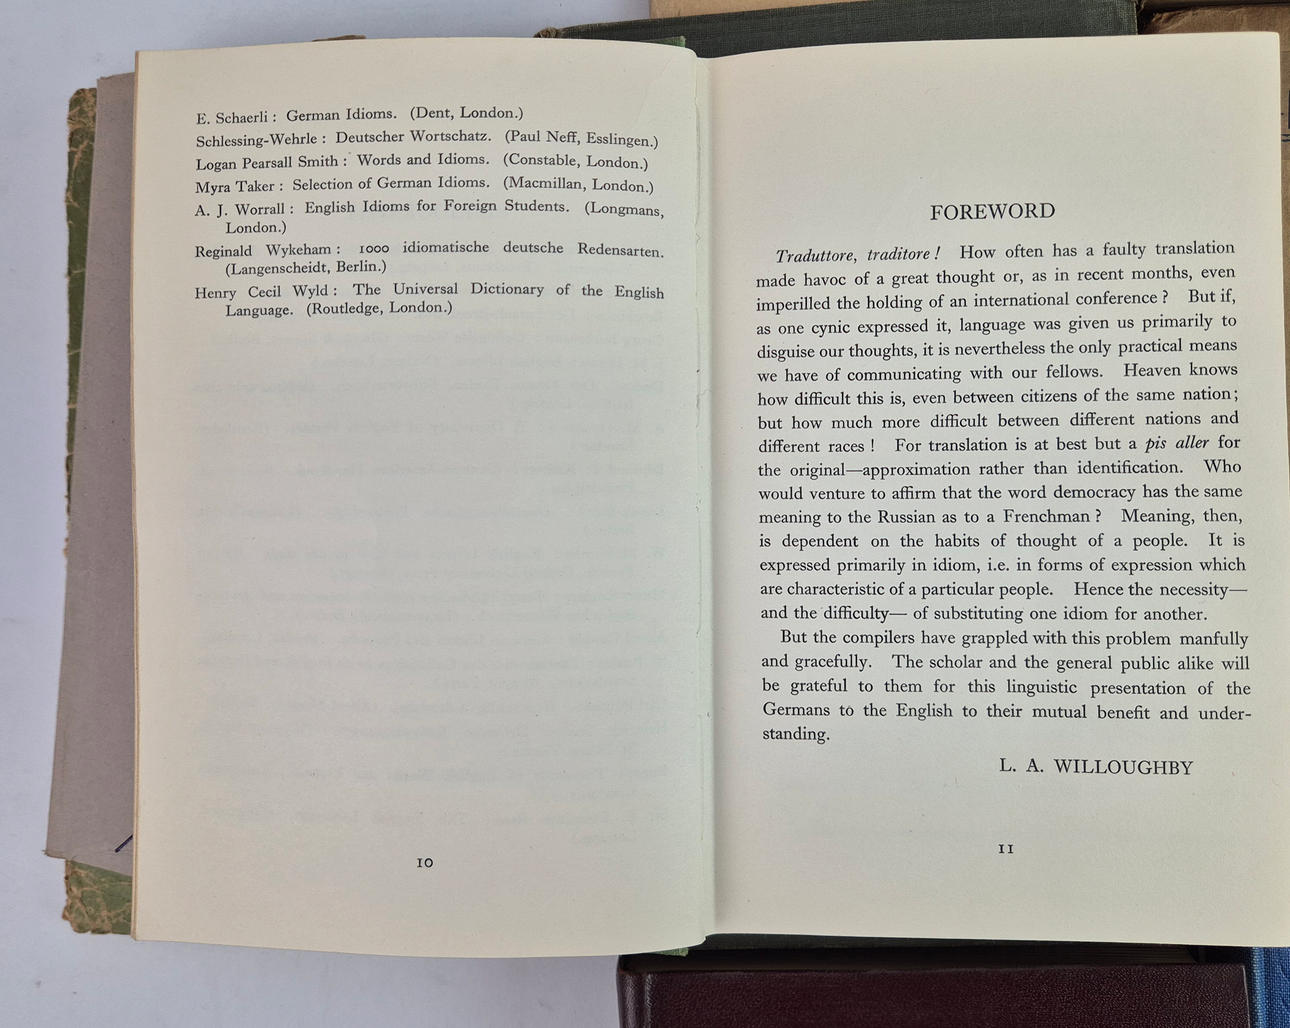 E. Schaerli : German Idioms. (Dent, London.)
Schlessing-Wehrle : Deutscher Wortschatz. (Paul Neff, Esslingen.)
Logan Pearsall Smith : Words and Idioms. (Constable, London.)
Myra Taker : Selection of German Idioms. (Macmillan, London.)
A. J. Worrall : English Idioms for Foreign Students. (Longmans,
London.)
Reginald Wykeham : 1000 idiomatische deutsche Redensarten.
(Langenscheidt, Berlin.)
Henry Cecil Wyld : The Universal Dictionary of the English
Language. (Routledge, London.)
10
FOREWORD
Traduttore, traditore ! How often has a faulty translation
made havoc of a great thought or, as in recent months, even
imperilled the holding of an international conference ? But if,
as one cynic expressed it, language was given us primarily to
disguise our thoughts, it is nevertheless the only practical means
we have of communicating with our fellows. Heaven knows
how difficult this is, even between citizens of the same nation ;
but how much more difficult between different nations and
different races ! For translation is at best but a pis aller for
the original—approximation rather than identification. Who
would venture to affirm that the word democracy has the same
meaning to the Russian as to a Frenchman ? Meaning, then,
is dependent on the habits of thought of a people. It is
expressed primarily in idiom, i.e. in forms of expression which
are characteristic of a particular people. Hence the necessity—
and the difficulty— of substituting one idiom for another.
But the compilers have grappled with this problem manfully
and gracefully. The scholar and the general public alike will
be grateful to them for this linguistic presentation of the
Germans to the English to their mutual benefit and under-
standing.
L. A. WILLOUGHBY
11